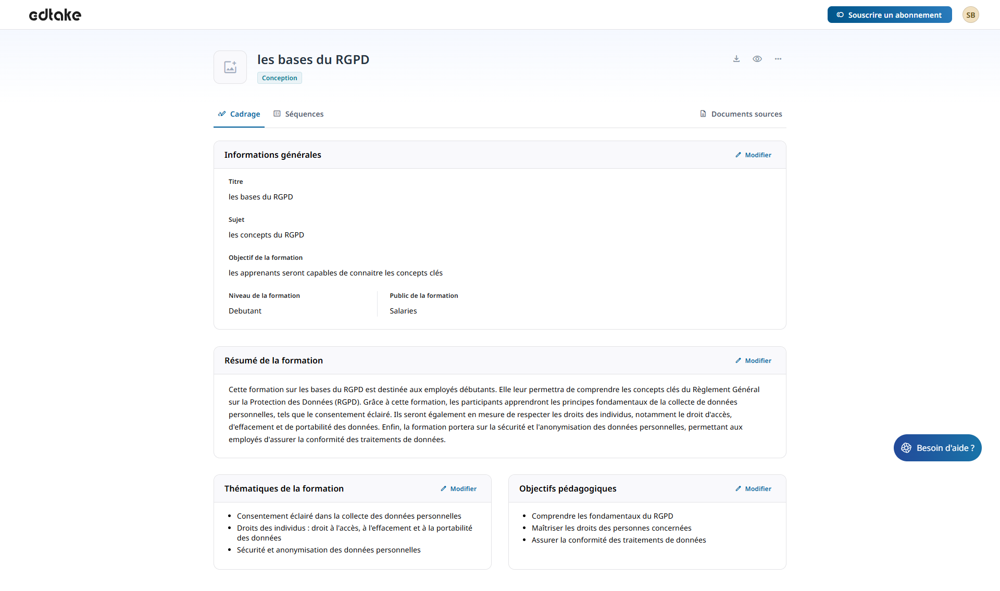 edtake
Souscrire un abonnement
SB
les bases du RGPD
Conception
Cadrage
Séquences
Documents sources
Informations générales
Modifier
Titre
les bases du RGPD
Sujet
les concepts du RGPD
Objectif de la formation
les apprenants seront capables de connaitre les concepts clés
Niveau de la formation
Public de la formation
Debutant
Salaries
Résumé de la formation
Modifier
Cette formation sur les bases du RGPD est destinée aux employés débutants. Elle leur permettra de comprendre les concepts clés du Règlement Général
sur la Protection des Données (RGPD). Grâce à cette formation, les participants apprendront les principes fondamentaux de la collecte de données
personnelles, tels que le consentement éclairé. Ils seront également en mesure de respecter les droits des individus, notamment le droit d'accès,
d'effacement et de portabilité des données. Enfin, la formation portera sur la sécurité et l'anonymisation des données personnelles, permettant aux
employés d'assurer la conformité des traitements de données.
Besoin d'aide ?
Thématiques de la formation
Modifier
Consentement éclairé dans la collecte des données personnelles
Droits des individus : droit à l'accès, à l'effacement et à la portabilité
des données
Sécurité et anonymisation des données personnelles
Objectifs pédagogiques
Modifier
Comprendre les fondamentaux du RGPD
Maîtriser les droits des personnes concernées
Assurer la conformité des traitements de données